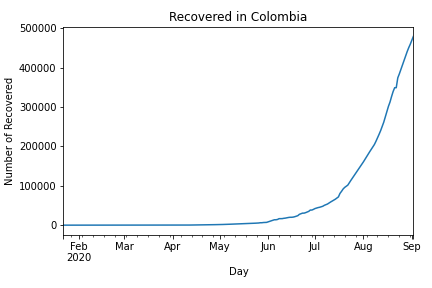 Recovered in Colombia
Number of Recovered
500000
400000
300000
200000
100000
0
Feb Mar Apr May Jun Jul Aug Sep
2020
Day